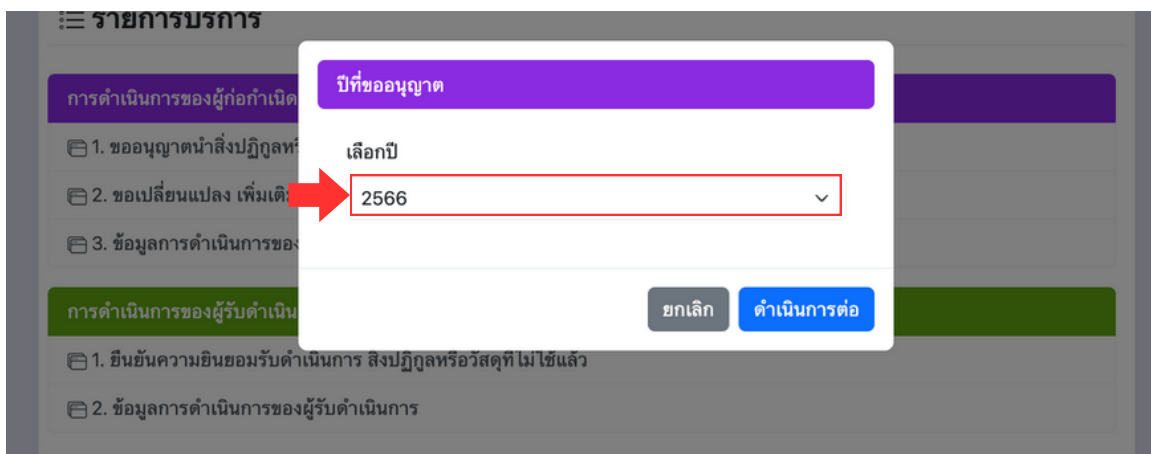 รายการบริการ
ปีที่ขออนุญาต
การดำเนินการของผู้ก่อกำเนิด
1. ขออนุญาตนำสิ่งปฏิกูลหรื
เลือกปี
2. ขอเปลี่ยนแปลง เพิ่มเติม
2566
3. ข้อมูลการดำเนินการของ
การดำเนินการของผู้รับดำเนิน
ยกเลิก ดำเนินการต่อ
1. ยืนยันความยินยอมรับดำเนินการ สิ่งปฏิกูลหรือวัสดุที่ไม่ใช้แล้ว
2. ข้อมูลการดำเนินการของผู้รับดำเนินการ